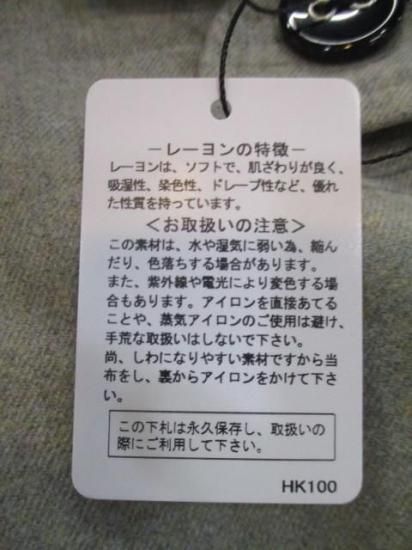 －レーヨンの特徴－
レーヨンは、ソフトで、肌ざわりが良く、
吸湿性、染色性、ドレープ性など、優れ
た性質を持っています。
＜お取扱いの注意＞
この素材は、水や湿気に弱い為、縮ん
だり、色落ちする場合があります。
また、紫外線や電光により変色する場
合もあります。アイロンを直接あてる
ことや、蒸気アイロンのご使用は避け、
手荒な取扱いはしないで下さい。
尚、しわになりやすい素材ですから当
布をし、裏からアイロンをかけて下さ
い。
この下札は永久保存し、取扱いの
際にご利用して下さい。
HK100